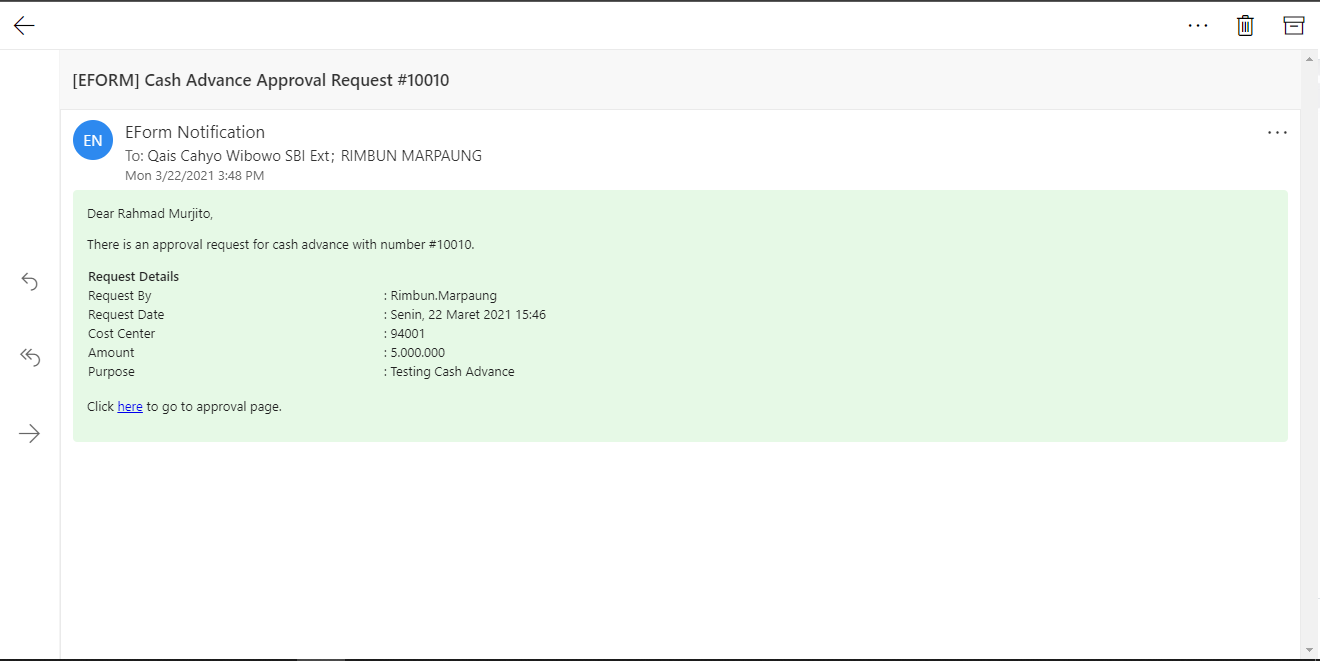 [EFORM] Cash Advance Approval Request #10010
EN
EForm Notification
To: Qais Cahyo Wibowo SBI Ext; RIMBUN MARPAUNG
Mon 3/22/2021 3:48 PM
Dear Rahmad Murjito,
There is an approval request for cash advance with number #10010.
Request Details
Request By : Rimbun.Marpaung
Request Date : Senin, 22 Maret 2021 15:46
Cost Center : 94001
Amount : 5.000.000
Purpose : Testing Cash Advance
Click here to go to approval page.